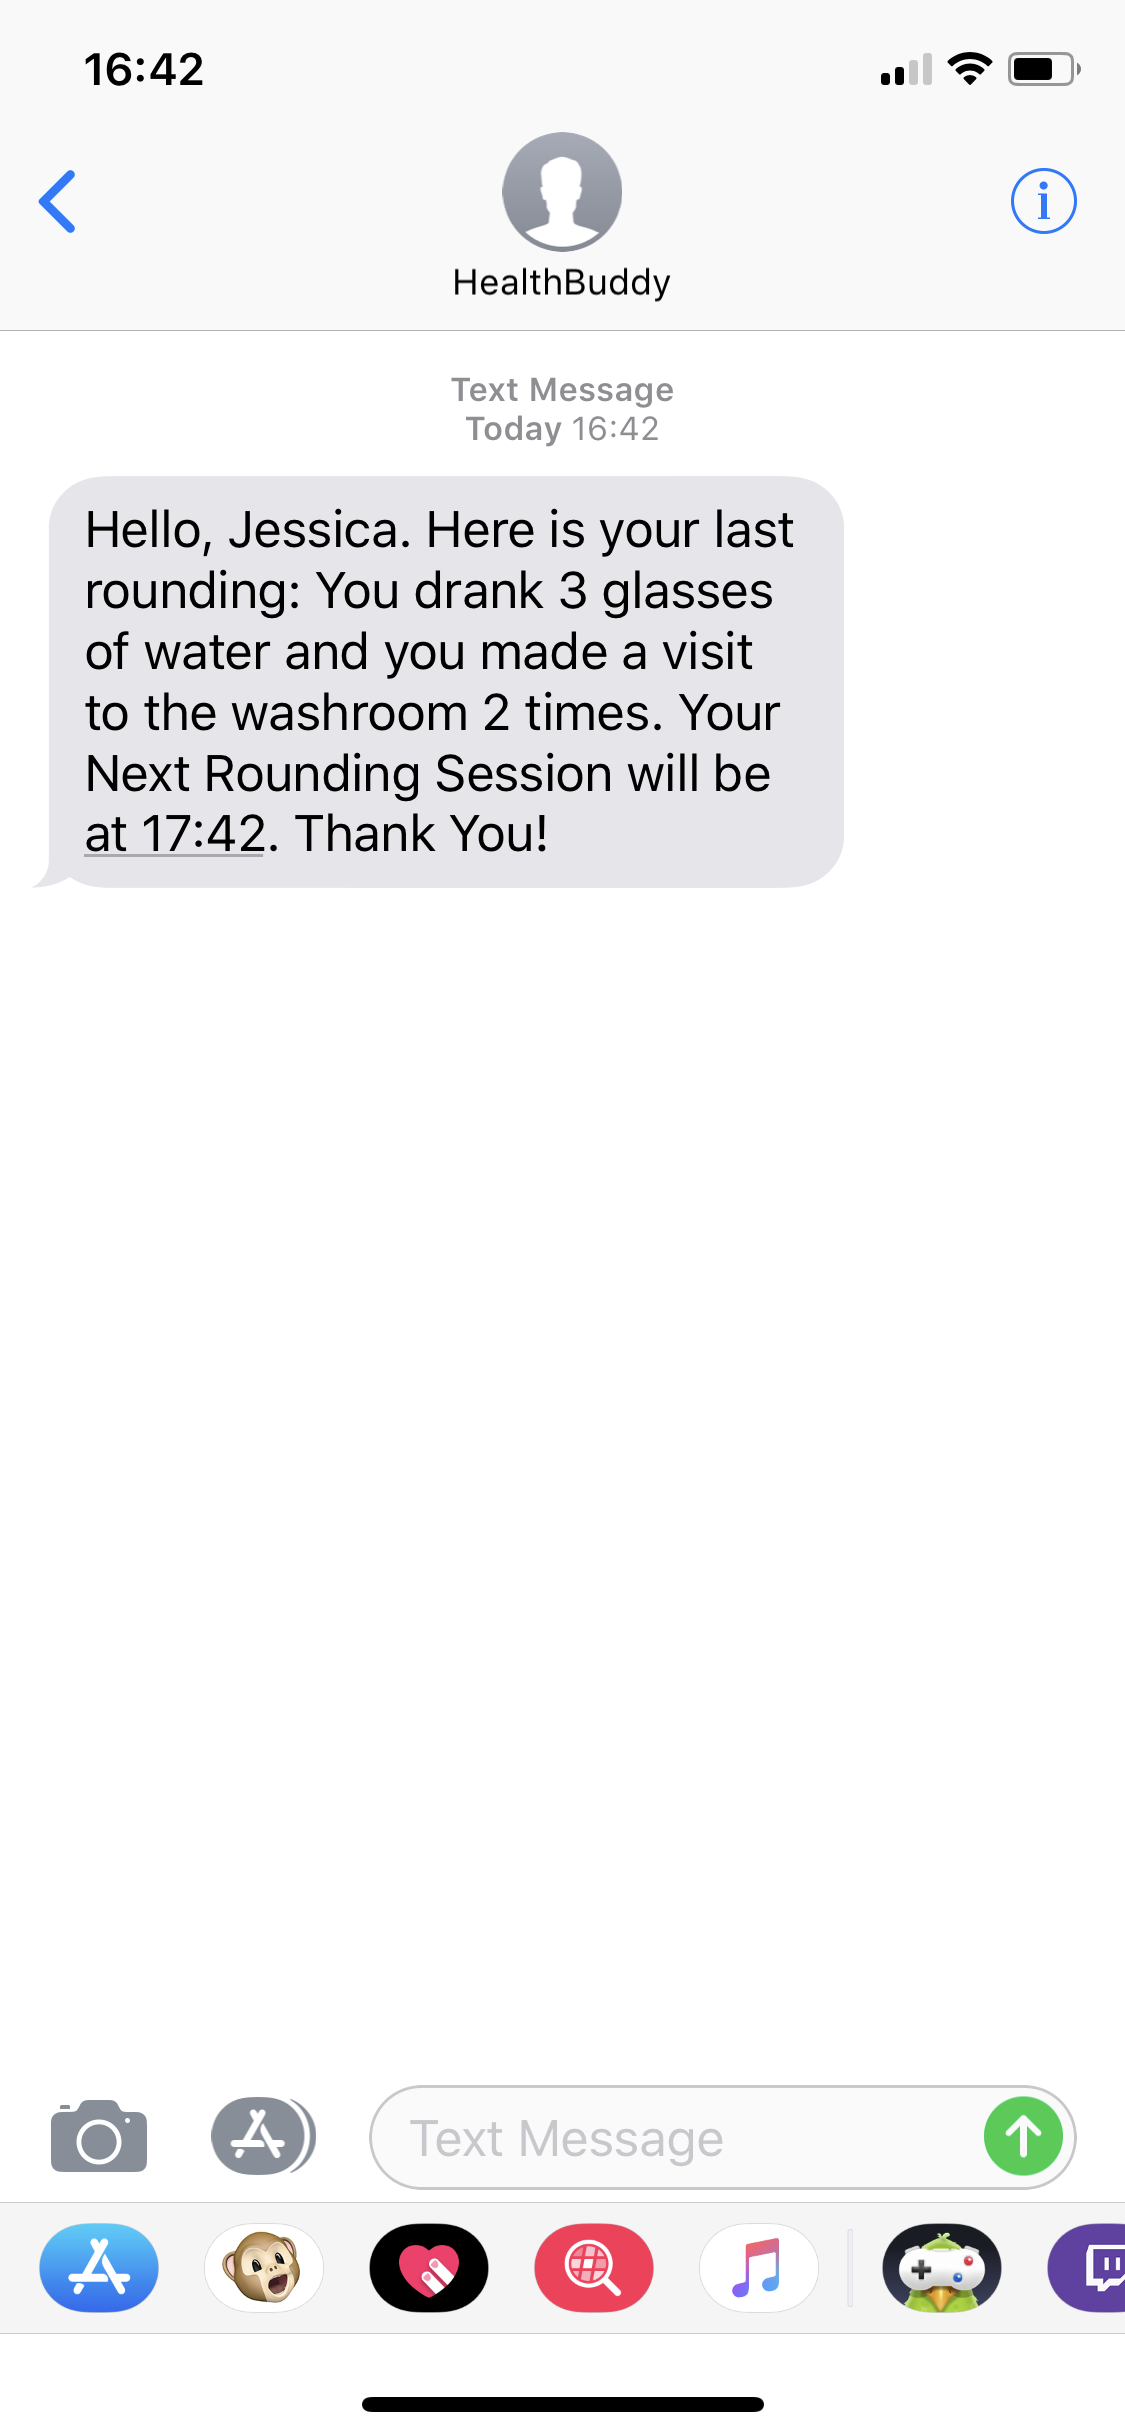 16:42
HealthBuddy
Text Message
Today 16:42
Hello, Jessica. Here is your last
rounding: You drank 3 glasses
of water and you made a visit
to the washroom 2 times. Your
Next Rounding Session will be
at 17:42. Thank You!
Text Message